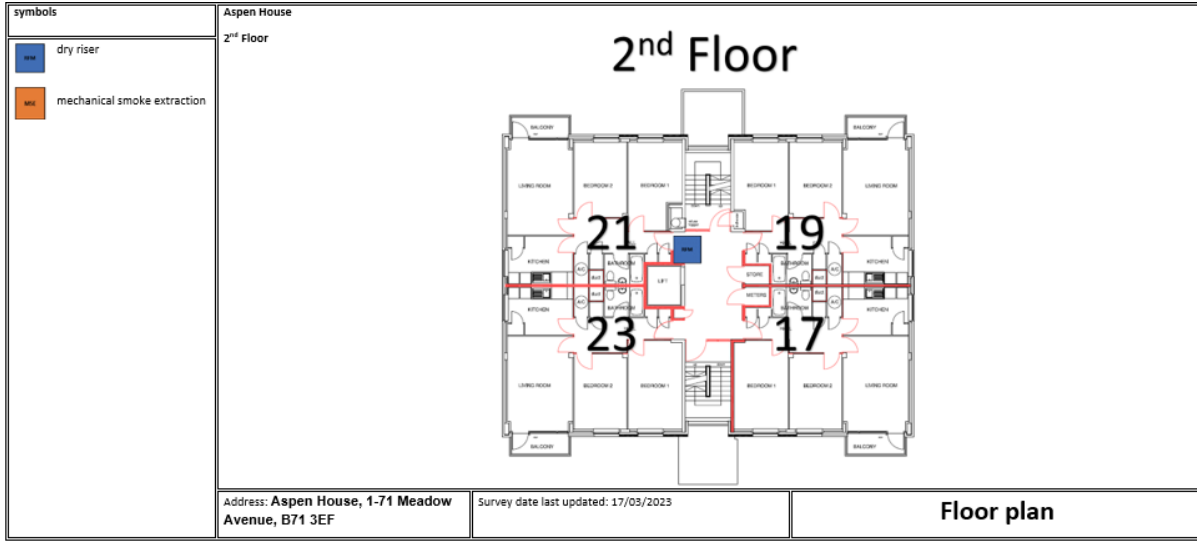 symbols
dry riser
MSE
mechanical smoke extraction
Aspen House
2nd Floor
2nd Floor
BALCONY
BALCONY
LIVING ROOM
BEDROOM 2
BEDROOM 1
BEDROOM 1
BEDROOM 2
LIVING ROOM
21
19
KITCHEN
A/C
BATHROOM
LIFT
STORE
BATHROOM
A/C
KITCHEN
METERS
KITCHEN
A/C
BATHROOM
BATHROOM
A/C
KITCHEN
23
17
LIVING ROOM
BEDROOM 2
BEDROOM 1
BEDROOM 1
BEDROOM 2
LIVING ROOM
BALCONY
BALCONY
Address: Aspen House, 1-71 Meadow
Avenue, B71 3EF
Survey date last updated: 17/03/2023
Floor plan